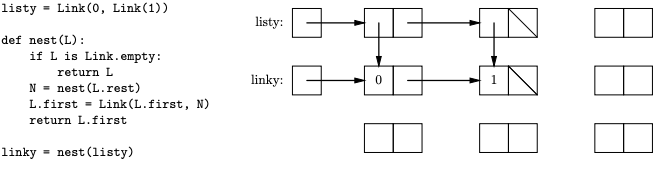 listy = Link(0, Link(1))
def nest(L):
    if L is Link.empty:
        return L
    N = nest(L.rest)
    L.first = Link(L.first, N)
    return L.first
linky = nest(listy)
listy:
linky:
0
1